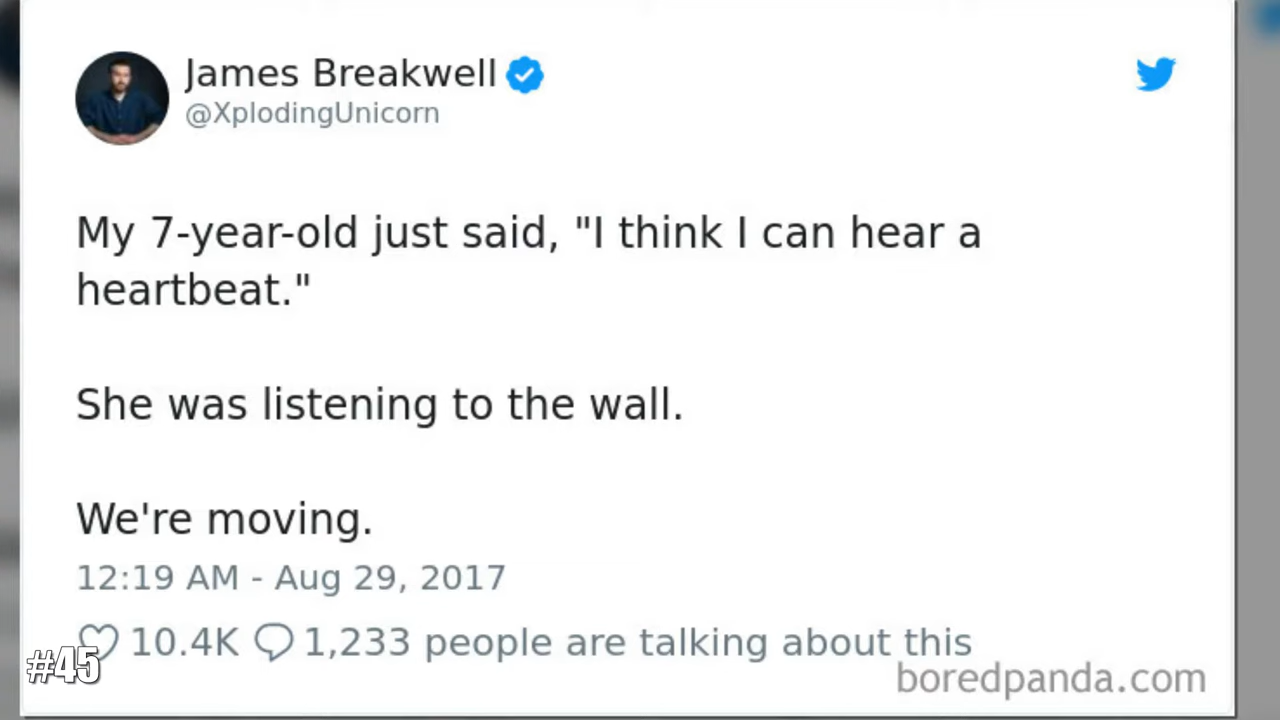 James Breakwell
@XplodingUnicorn
My 7-year-old just said, "I think I can hear a
heartbeat."
She was listening to the wall.
We're moving.
12:19 AM - Aug 29, 2017
10.4K 1,233 people are talking about this
#45
boredpanda.com